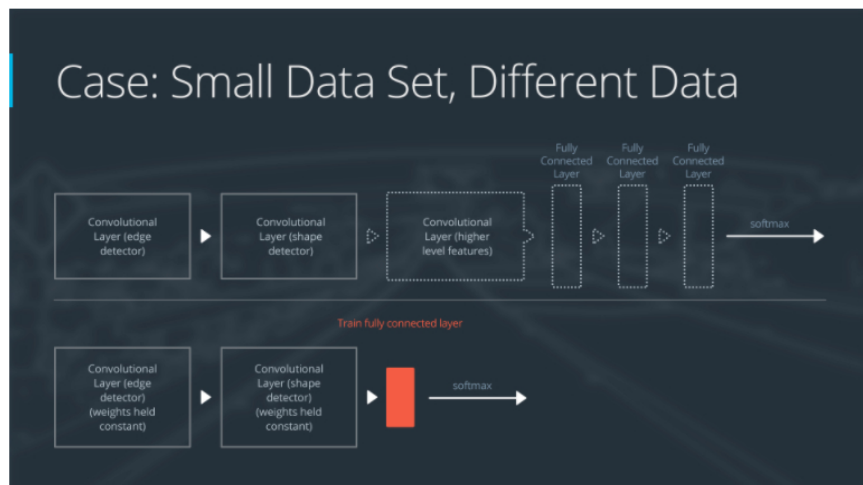 Case: Small Data Set, Different Data
Fully
Connected
Layer
Fully
Connected
Layer
Fully
Connected
Layer
Convolutional
Layer (edge
detector)
Convolutional
Layer (shape
detector)
Convolutional
Layer (higher
level features)
softmax
Train fully connected layer
Convolutional
Layer (edge
detector)
(weights held
constant)
Convolutional
Layer (shape
detector)
(weights held
constant)
softmax